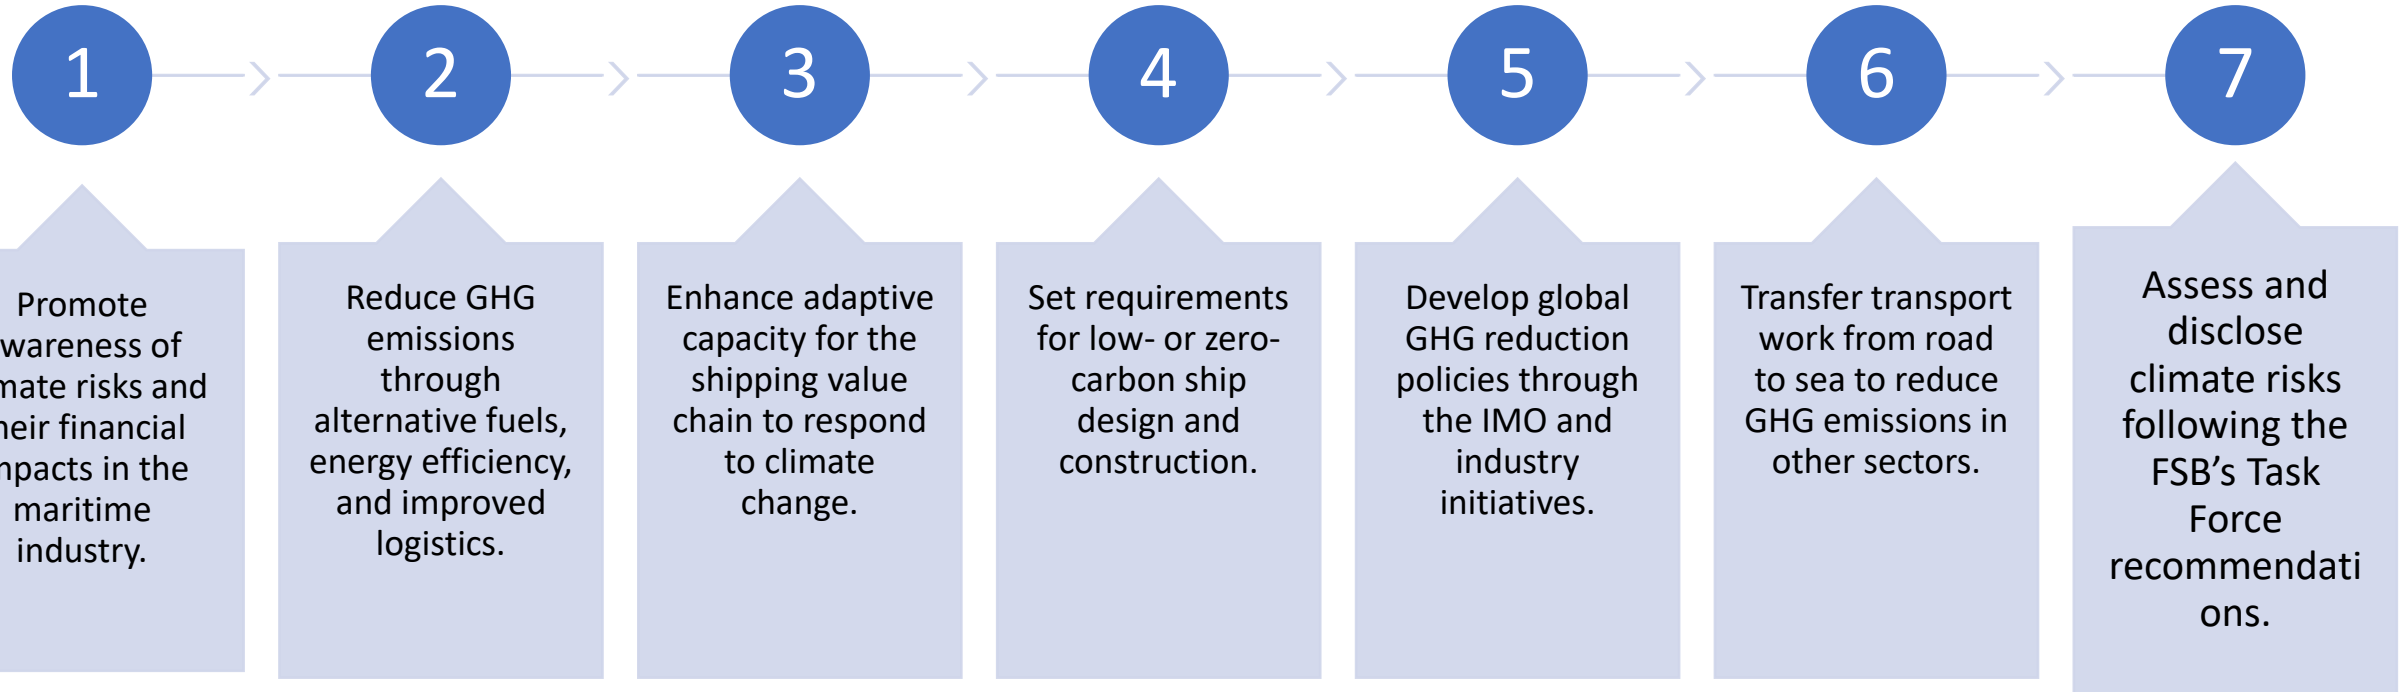 1
Promote
wareness of
mate risks and
heir financial
mpacts in the
maritime
industry.
2
Reduce GHG
emissions
through
alternative fuels,
energy efficiency,
and improved
logistics.
3
Enhance adaptive
capacity for the
shipping value
chain to respond
to climate
change.
4
Set requirements
for low- or zero-
carbon ship
design and
construction.
5
Develop global
GHG reduction
policies through
the IMO and
industry
initiatives.
6
Transfer transport
work from road
to sea to reduce
GHG emissions in
other sectors.
7
Assess and
disclose
climate risks
following the
FSB’s Task
Force
recommendati
ons.